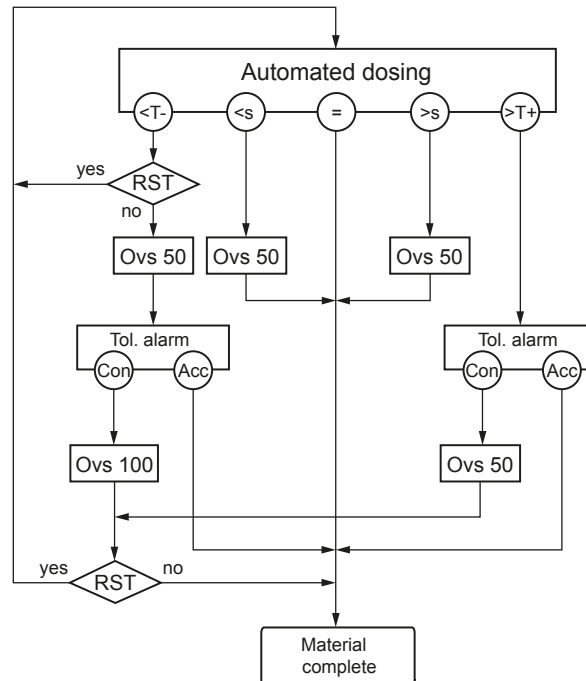 Automated dosing
<T- <s = >s >T+
yes RST
no
Ovs 50 Ovs 50 Ovs 50
Tol. alarm Tol. alarm
Con Acc Con Acc
Ovs 100 Ovs 50
yes RST no
Material
complete